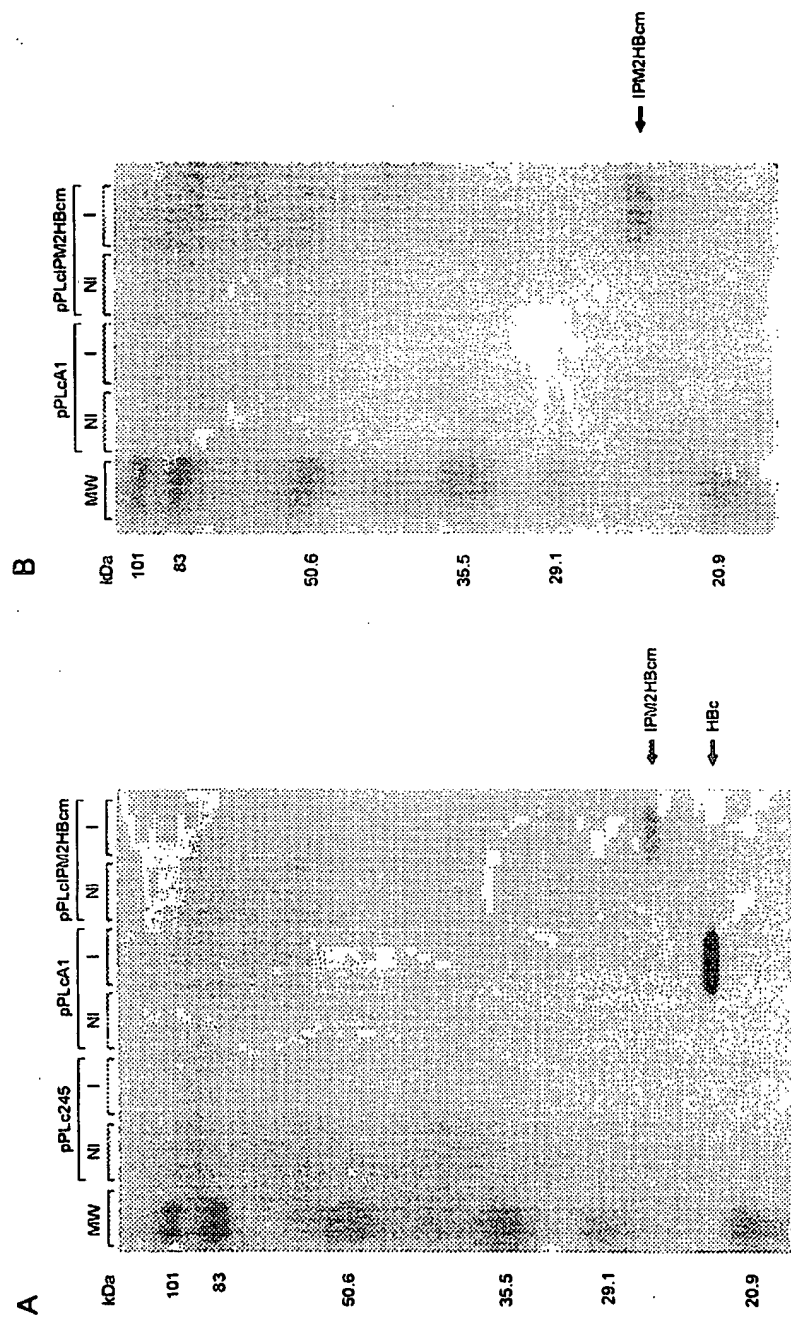 A
pPLc245 pPLcA1 pPLcIPM2HBcm
kDa MW NI I NI I NI I
101
83
50.6
35.5
29.1
IPM2HBcm
HBc
20.9
B
pPLcA1 pPLcIPM2HBcm
kDa MW NI I NI I
101
83
50.6
35.5
29.1
IPM2HBcm
20.9